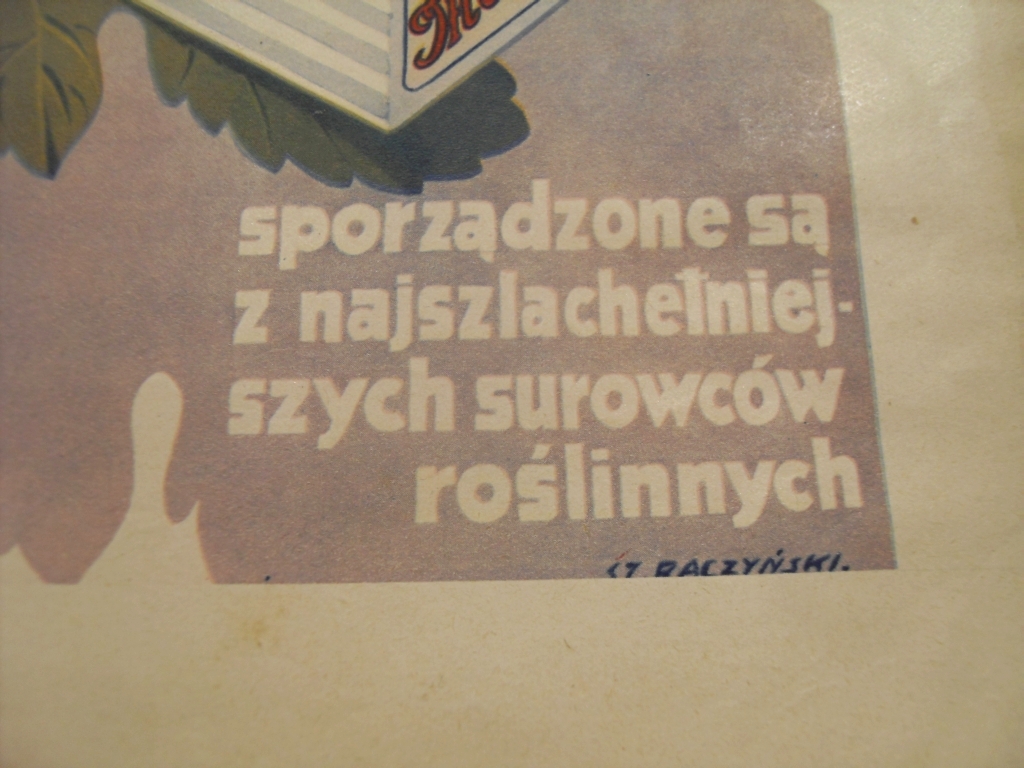 sporządzone są
z najszlachetniej-
szych surowców
roślinnych
ST. RACZYŃSKI.